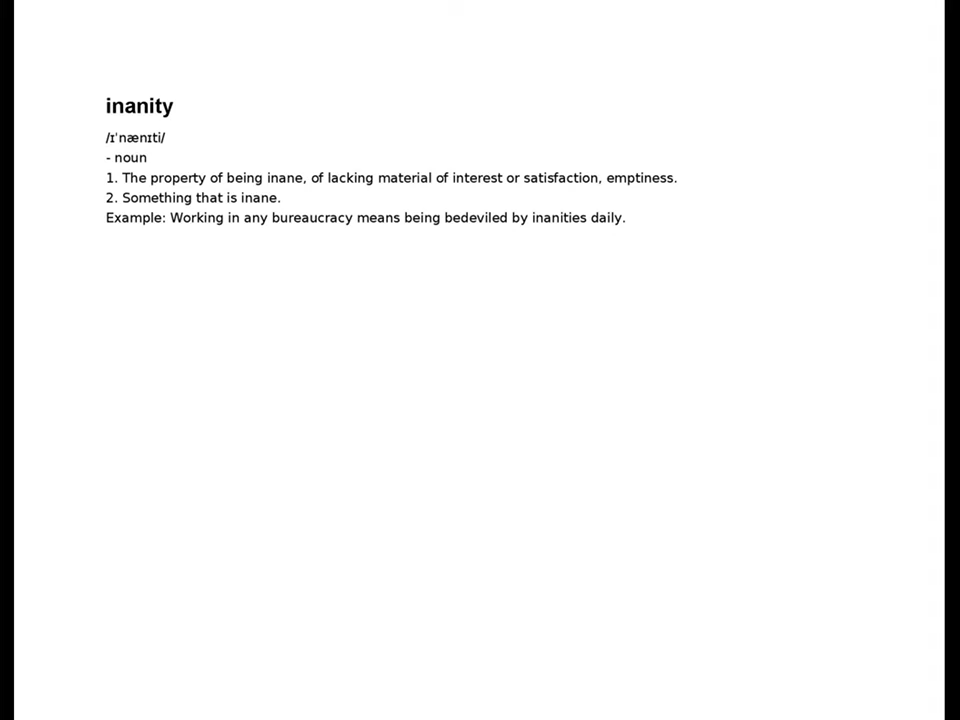 inanity
/ɪˈnænɪti/
- noun
1. The property of being inane, of lacking material of interest or satisfaction, emptiness.
2. Something that is inane.
Example: Working in any bureaucracy means being bedeviled by inanities daily.